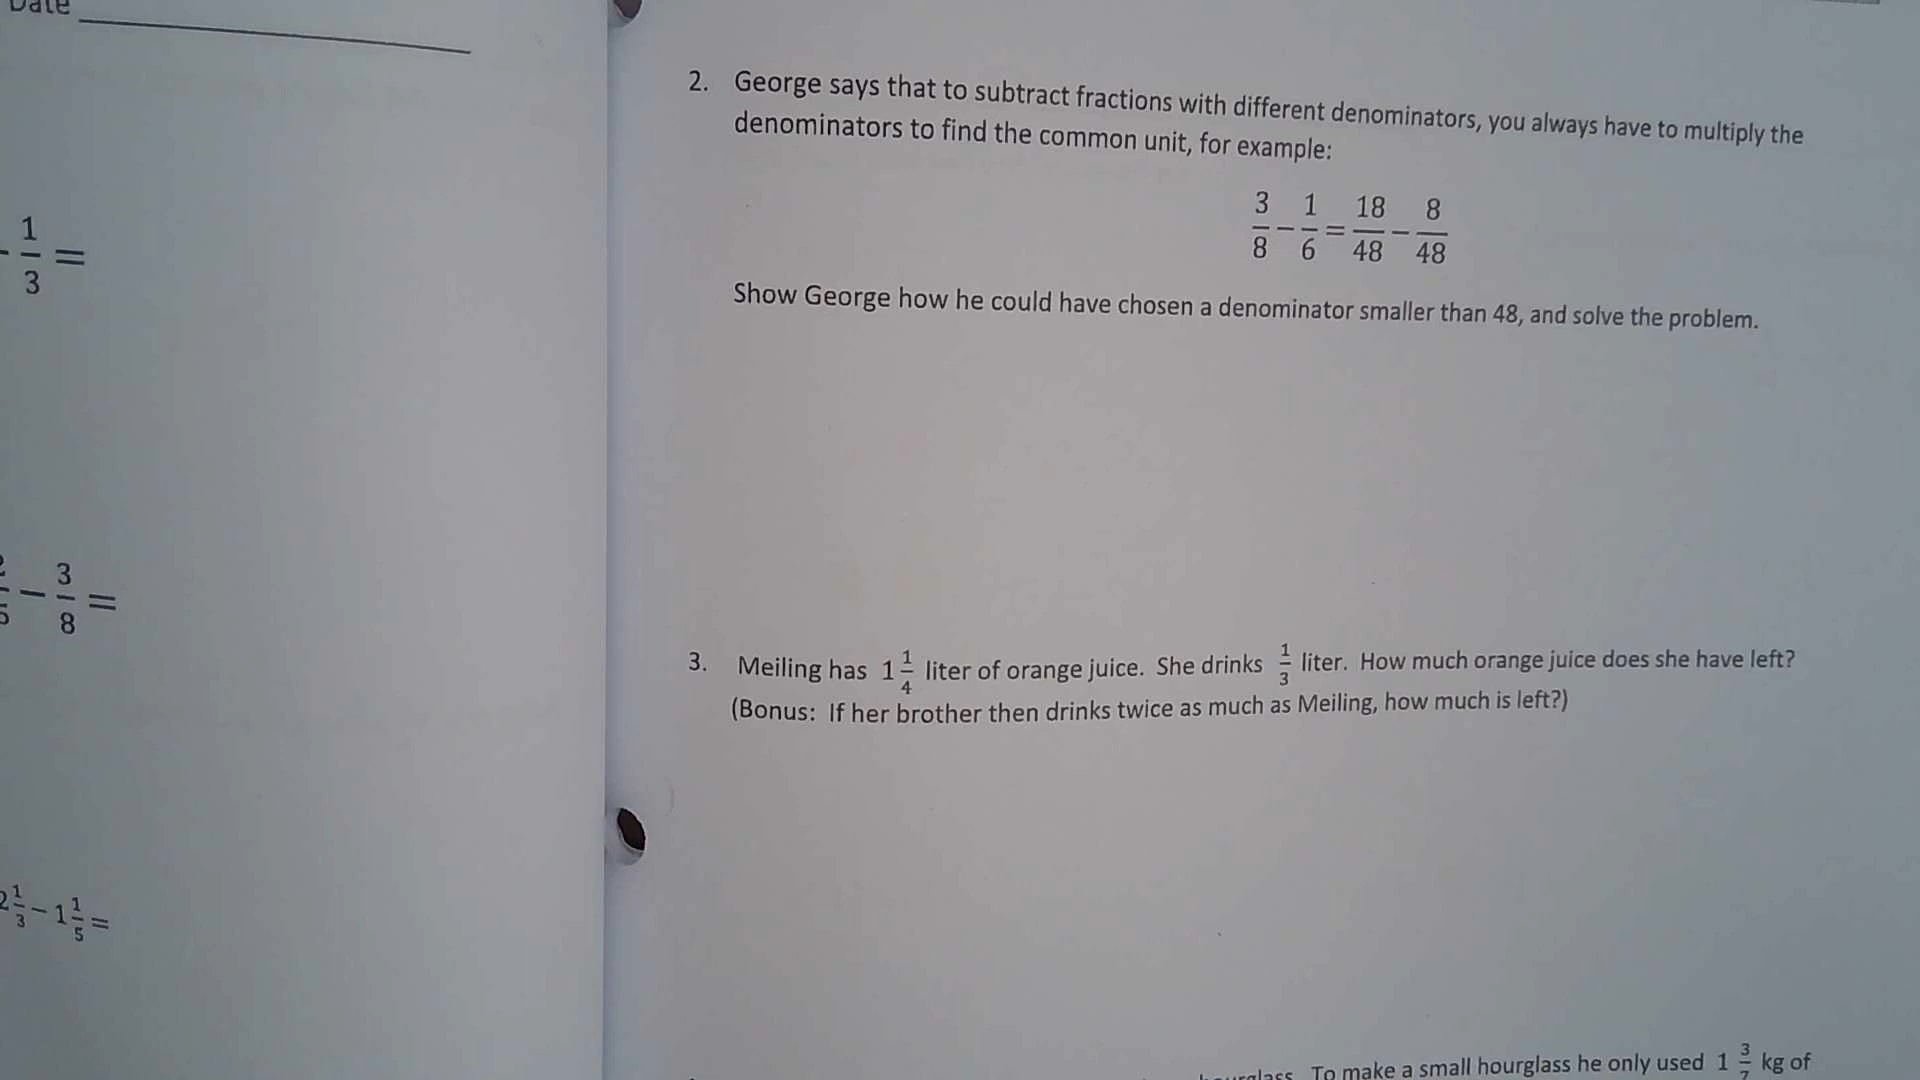 Date
- 1/3 =
- 3/8 =
2 1/3 - 1 1/5 =
2. George says that to subtract fractions with different denominators, you always have to multiply the
denominators to find the common unit, for example:
3/8 - 1/6 = 18/48 - 8/48
Show George how he could have chosen a denominator smaller than 48, and solve the problem.
3. Meiling has 1 1/4 liter of orange juice. She drinks 1/3 liter. How much orange juice does she have left?
(Bonus: If her brother then drinks twice as much as Meiling, how much is left?)
To make a small hourglass he only used 1 3/7 kg of